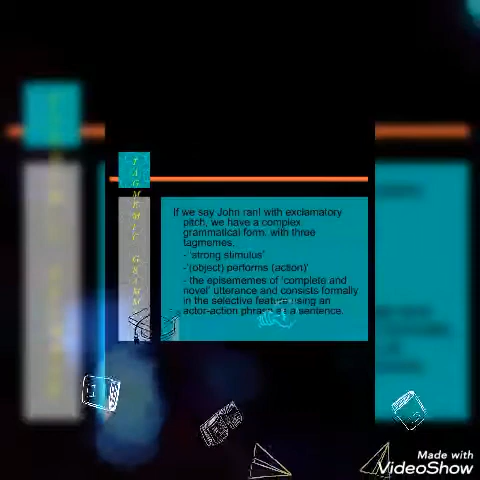 TAGMEMIC GRAMM
If we say John ran! with exclamatory
pitch, we have a complex
grammatical form, with three
tagmemes.
- 'strong stimulus'
-'(object) performs (action)'
- the episememes of 'complete and
novel' utterance and consists formally
in the selective feature using an
actor-action phrase as a sentence.
Made with
VideoShow